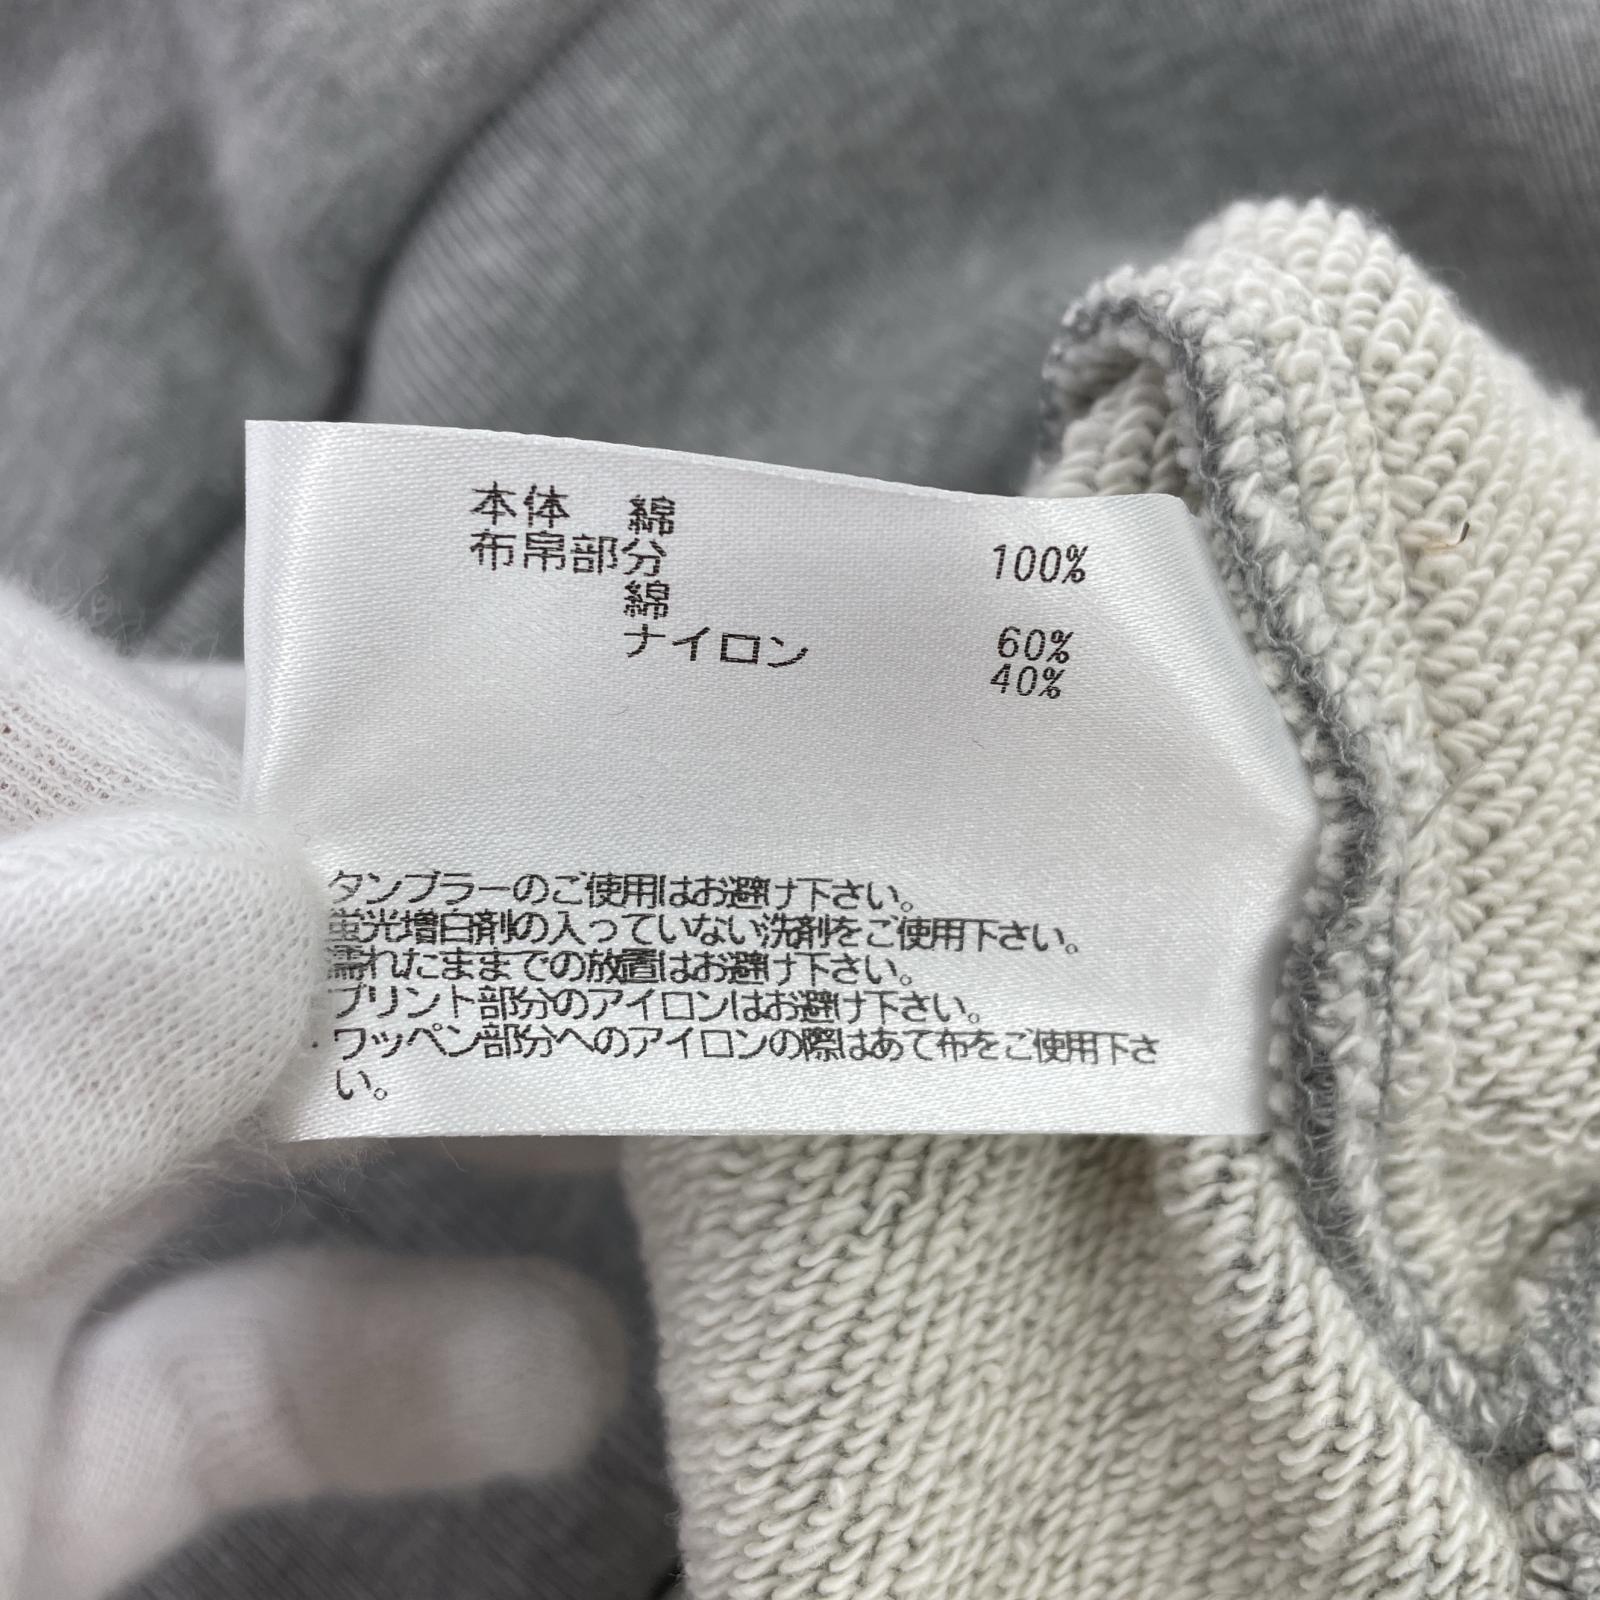 本体 綿 100%
布帛部分
綿 60%
ナイロン 40%
タンブラーのご使用はお避け下さい。
蛍光増白剤の入っていない洗剤をご使用下さい。
濡れたままでの放置はお避け下さい。
プリント部分のアイロンはお避け下さい。
・ワッペン部分へのアイロンの際はあて布をご使用下さ
い。